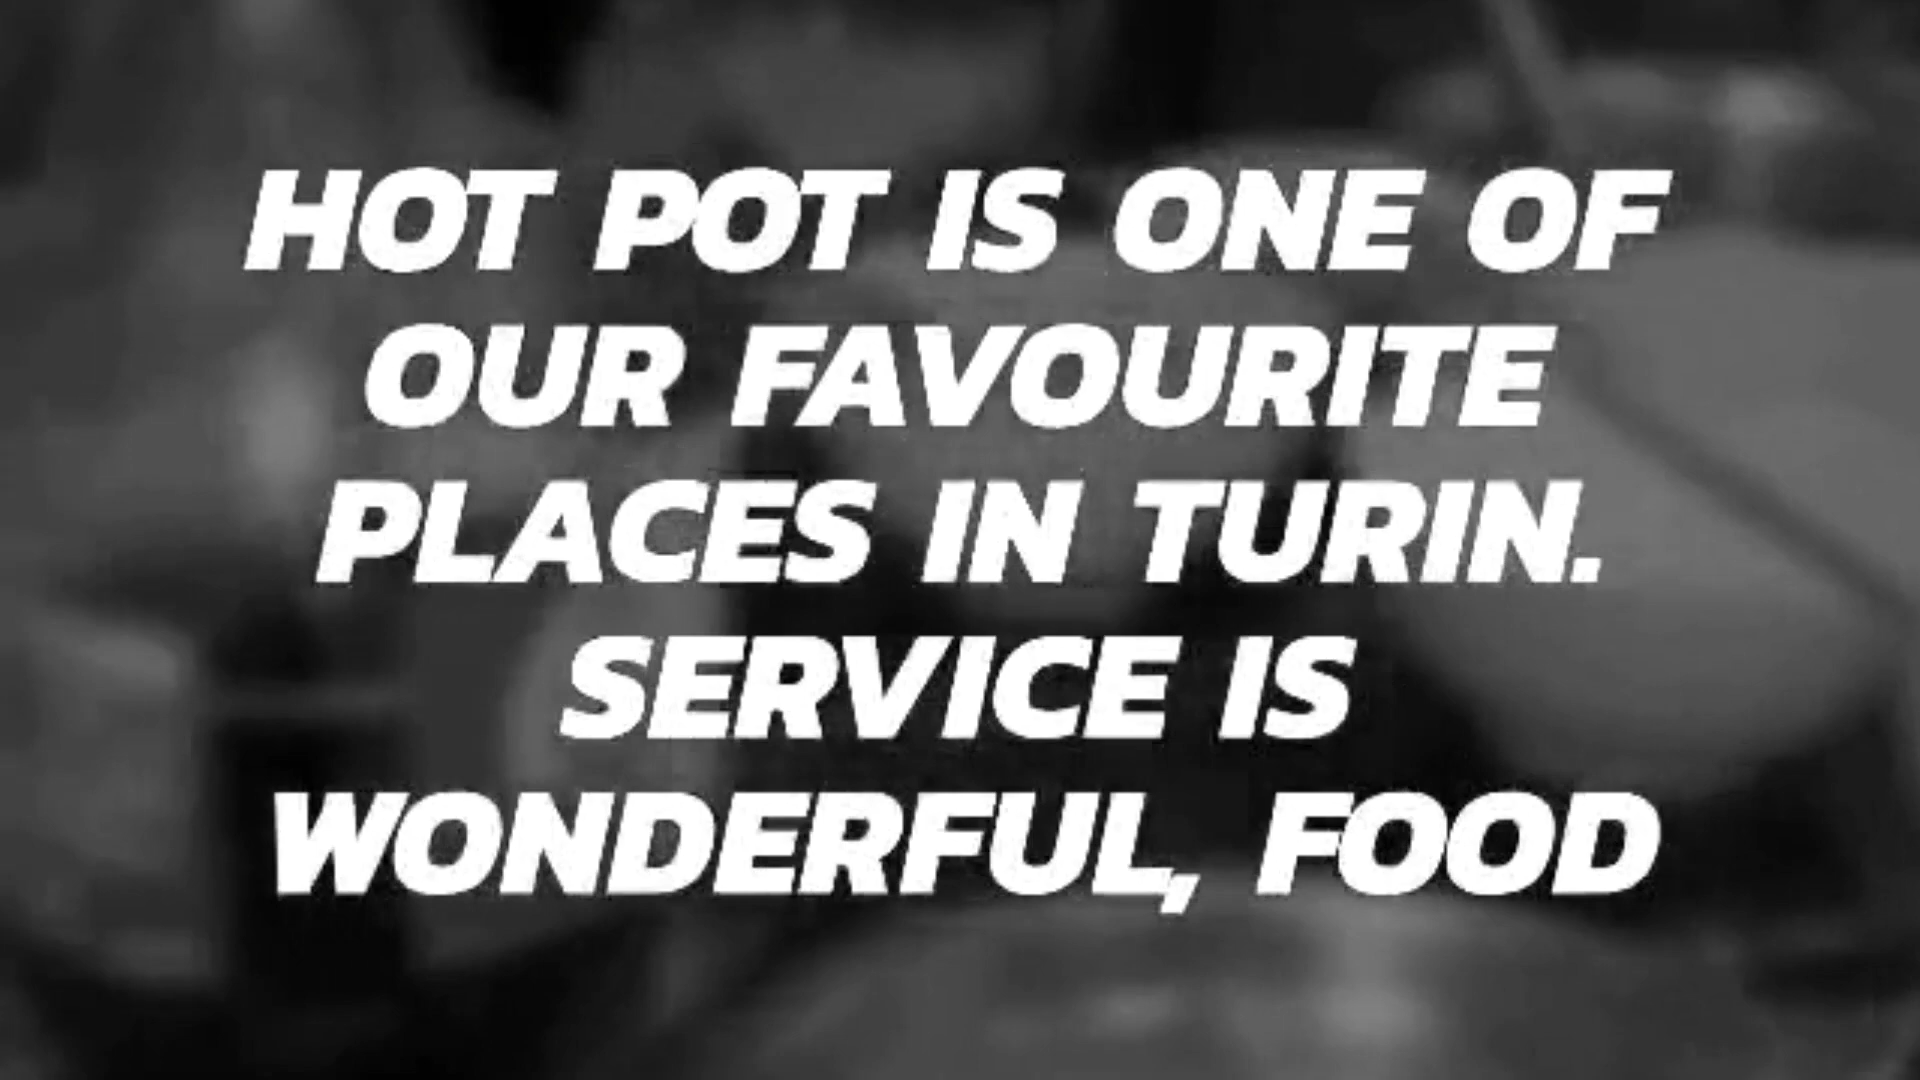 HOT POT IS ONE OF
OUR FAVOURITE
PLACES IN TURIN.
SERVICE IS
WONDERFUL, FOOD